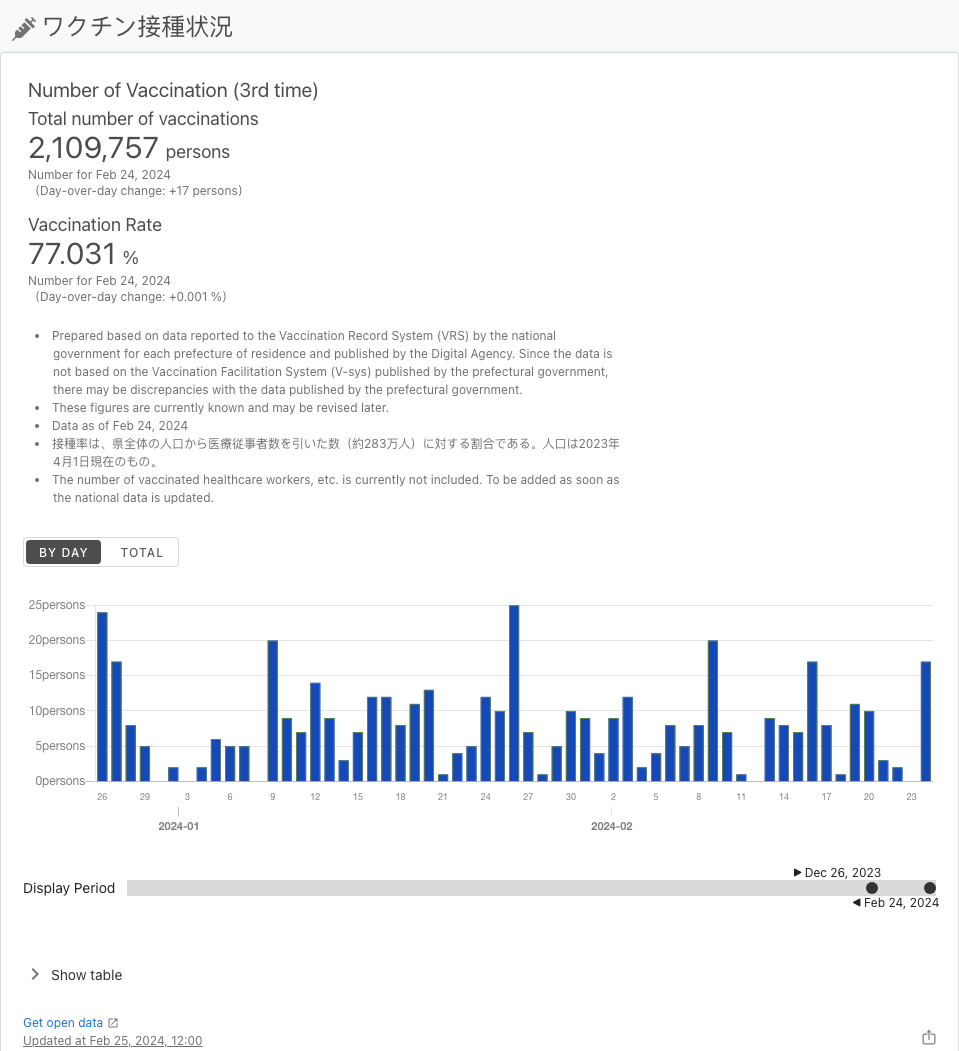 ワクチン接種状況
Number of Vaccination (3rd time)
Total number of vaccinations
2,109,757 persons
Number for Feb 24, 2024
（Day-over-day change: +17 persons）
Vaccination Rate
77.031 %
Number for Feb 24, 2024
（Day-over-day change: +0.001 %）
• Prepared based on data reported to the Vaccination Record System (VRS) by the national
government for each prefecture of residence and published by the Digital Agency. Since the data is
not based on the Vaccination Facilitation System (V-sys) published by the prefectural government,
there may be discrepancies with the data published by the prefectural government.
• These figures are currently known and may be revised later.
• Data as of Feb 24, 2024
• 接種率は、県全体の人口から医療従事者数を引いた数（約283万人）に対する割合である。人口は2023年
4月1日現在のもの。
• The number of vaccinated healthcare workers, etc. is currently not included. To be added as soon as
the national data is updated.
BY DAY TOTAL
25persons
20persons
15persons
10persons
5persons
0persons
26 29 3 6 9 12 15 18 21 24 27 30 2 5 8 11 14 17 20 23
2024-01 2024-02
Dec 26, 2023
Display Period
Feb 24, 2024
Show table
Get open data
Updated at Feb 25, 2024, 12:00